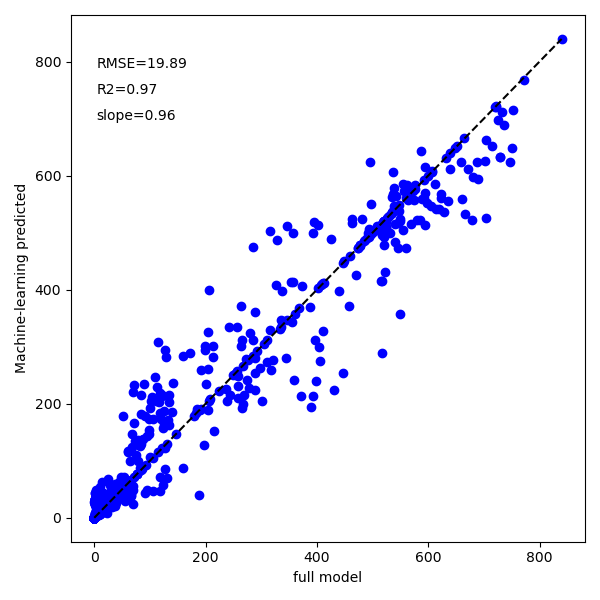 RMSE=19.89
R2=0.97
slope=0.96
800
600
400
200
0
Machine-learning predicted
0 200 400 600 800
full model